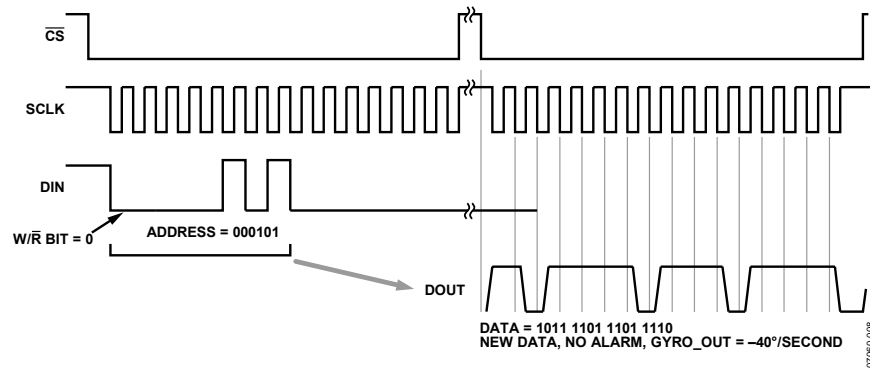 CS
SCLK
DIN
W/R BIT = 0
ADDRESS = 000101
DOUT
DATA = 1011 1101 1101 1110
NEW DATA, NO ALARM, GYRO_OUT = –40°/SECOND